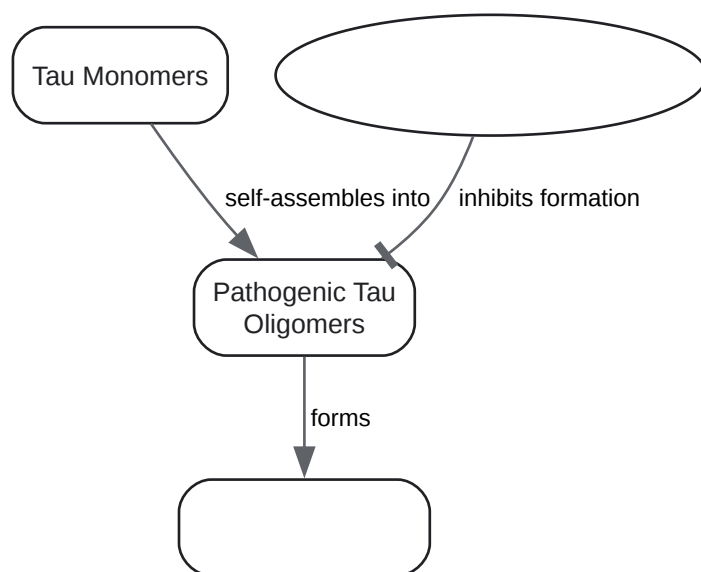 Tau Monomers
self-assembles into
inhibits formation
Pathogenic Tau
Oligomers
forms